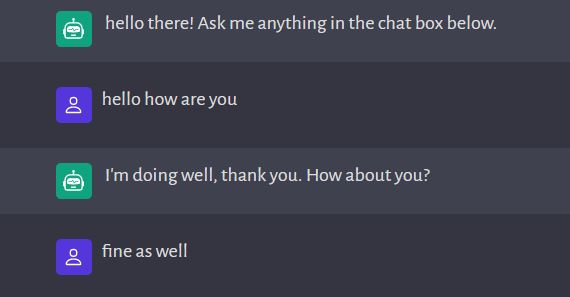 hello there! Ask me anything in the chat box below.
hello how are you
I'm doing well, thank you. How about you?
fine as well